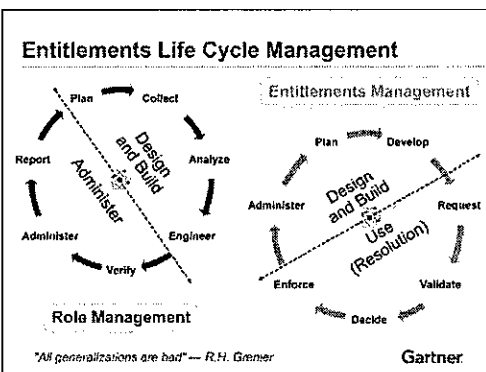 Entitlements Life Cycle Management
Entitlements Management
Plan
Collect
Analyze
Engineer
Verify
Administer
Report
Design
and Build
Administer
Role Management
Plan
Develop
Request
Validate
Decide
Enforce
Administer
Design
and Build
Use
(Resolution)
"All generalizations are bad" — R.H. Gremer
Gartner